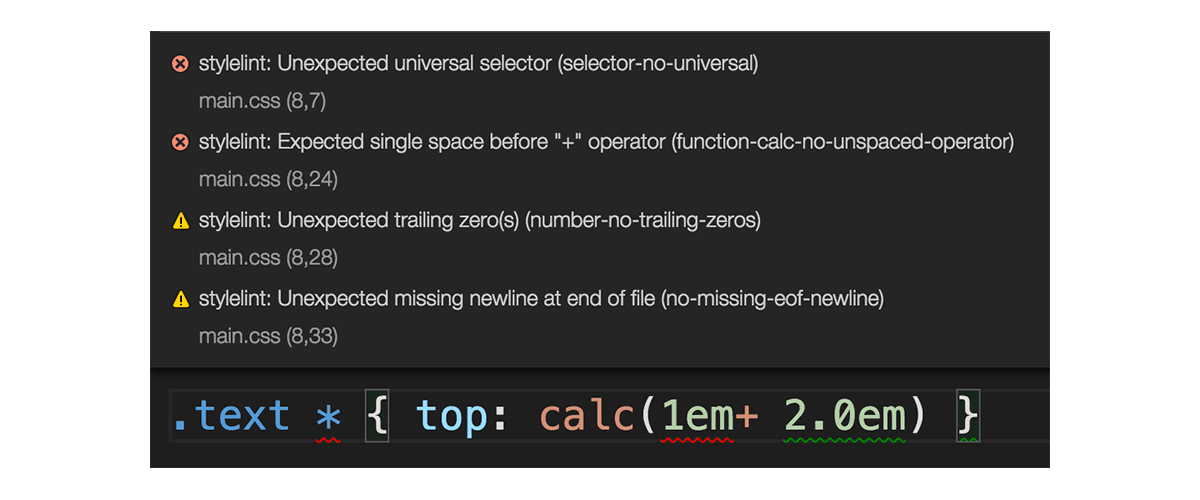 stylelint: Unexpected universal selector (selector-no-universal)
main.css (8,7)
stylelint: Expected single space before "+" operator (function-calc-no-unspaced-operator)
main.css (8,24)
stylelint: Unexpected trailing zero(s) (number-no-trailing-zeros)
main.css (8,28)
stylelint: Unexpected missing newline at end of file (no-missing-eof-newline)
main.css (8,33)
.text * { top: calc(1em+ 2.0em) }